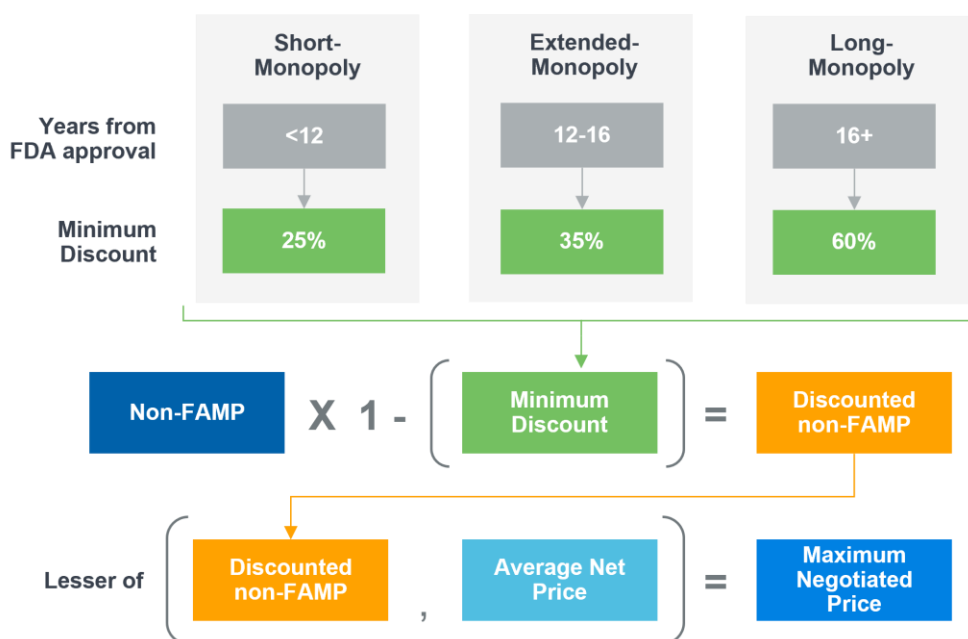 Short-
Monopoly
Extended-
Monopoly
Long-
Monopoly
Years from
FDA approval
<12
12-16
16+
Minimum
Discount
25%
35%
60%
Non-FAMP
X 1 -
Minimum
Discount
=
Discounted
non-FAMP
Lesser of
Discounted
non-FAMP
,
Average Net
Price
=
Maximum
Negotiated
Price